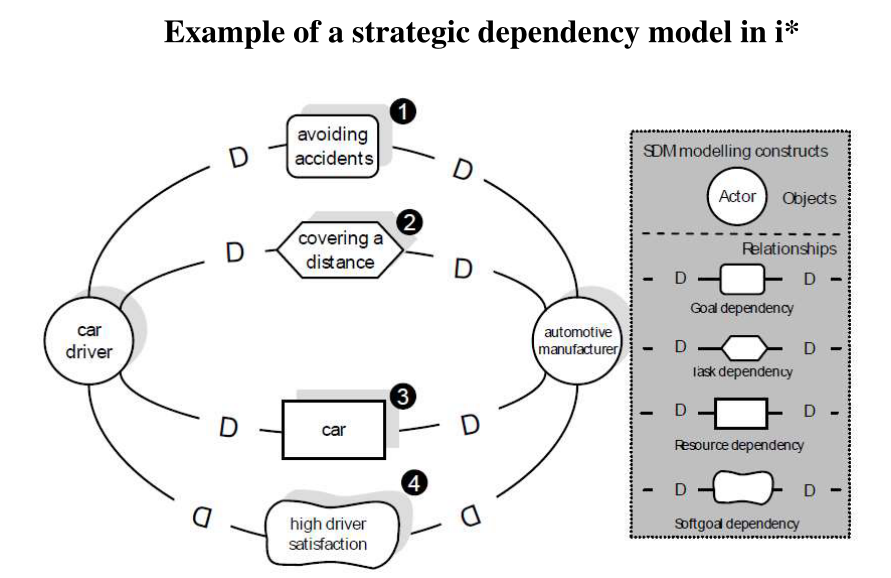 Example of a strategic dependency model in i*
1
avoiding
accidents
D
D
2
covering a
distance
D
D
car
driver
automotive
manufacturer
3
car
D
D
4
high driver
satisfaction
D
D
SDM modelling constructs
Actor
Objects
Relationships
D D
Goal dependency
D D
Task dependency
D D
Resource dependency
D D
Softgoal dependency